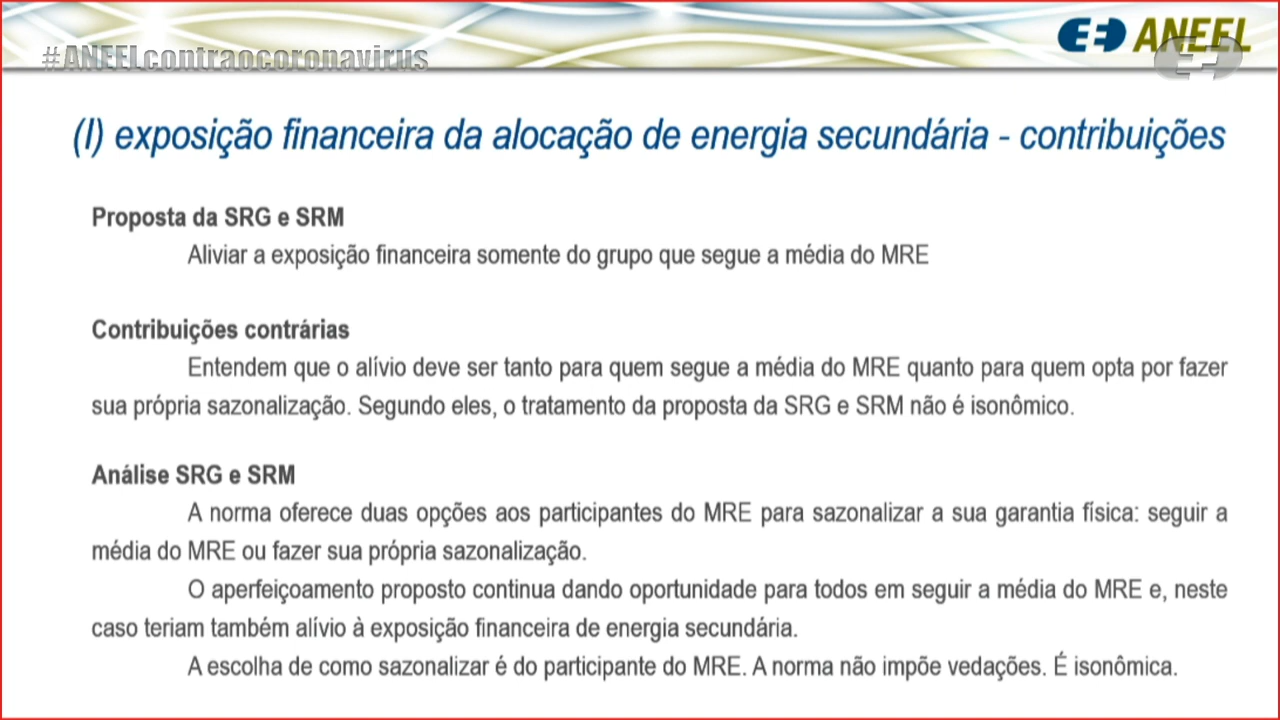 #ANEELcontraocoronavirus
ANEEL
(I) exposição financeira da alocação de energia secundária - contribuições
Proposta da SRG e SRM
Aliviar a exposição financeira somente do grupo que segue a média do MRE
Contribuições contrárias
Entendem que o alívio deve ser tanto para quem segue a média do MRE quanto para quem opta por fazer
sua própria sazonalização. Segundo eles, o tratamento da proposta da SRG e SRM não é isonômico.
Análise SRG e SRM
A norma oferece duas opções aos participantes do MRE para sazonalizar a sua garantia física: seguir a
média do MRE ou fazer sua própria sazonalização.
O aperfeiçoamento proposto continua dando oportunidade para todos em seguir a média do MRE e, neste
caso teriam também alívio à exposição financeira de energia secundária.
A escolha de como sazonalizar é do participante do MRE. A norma não impõe vedações. É isonômica.